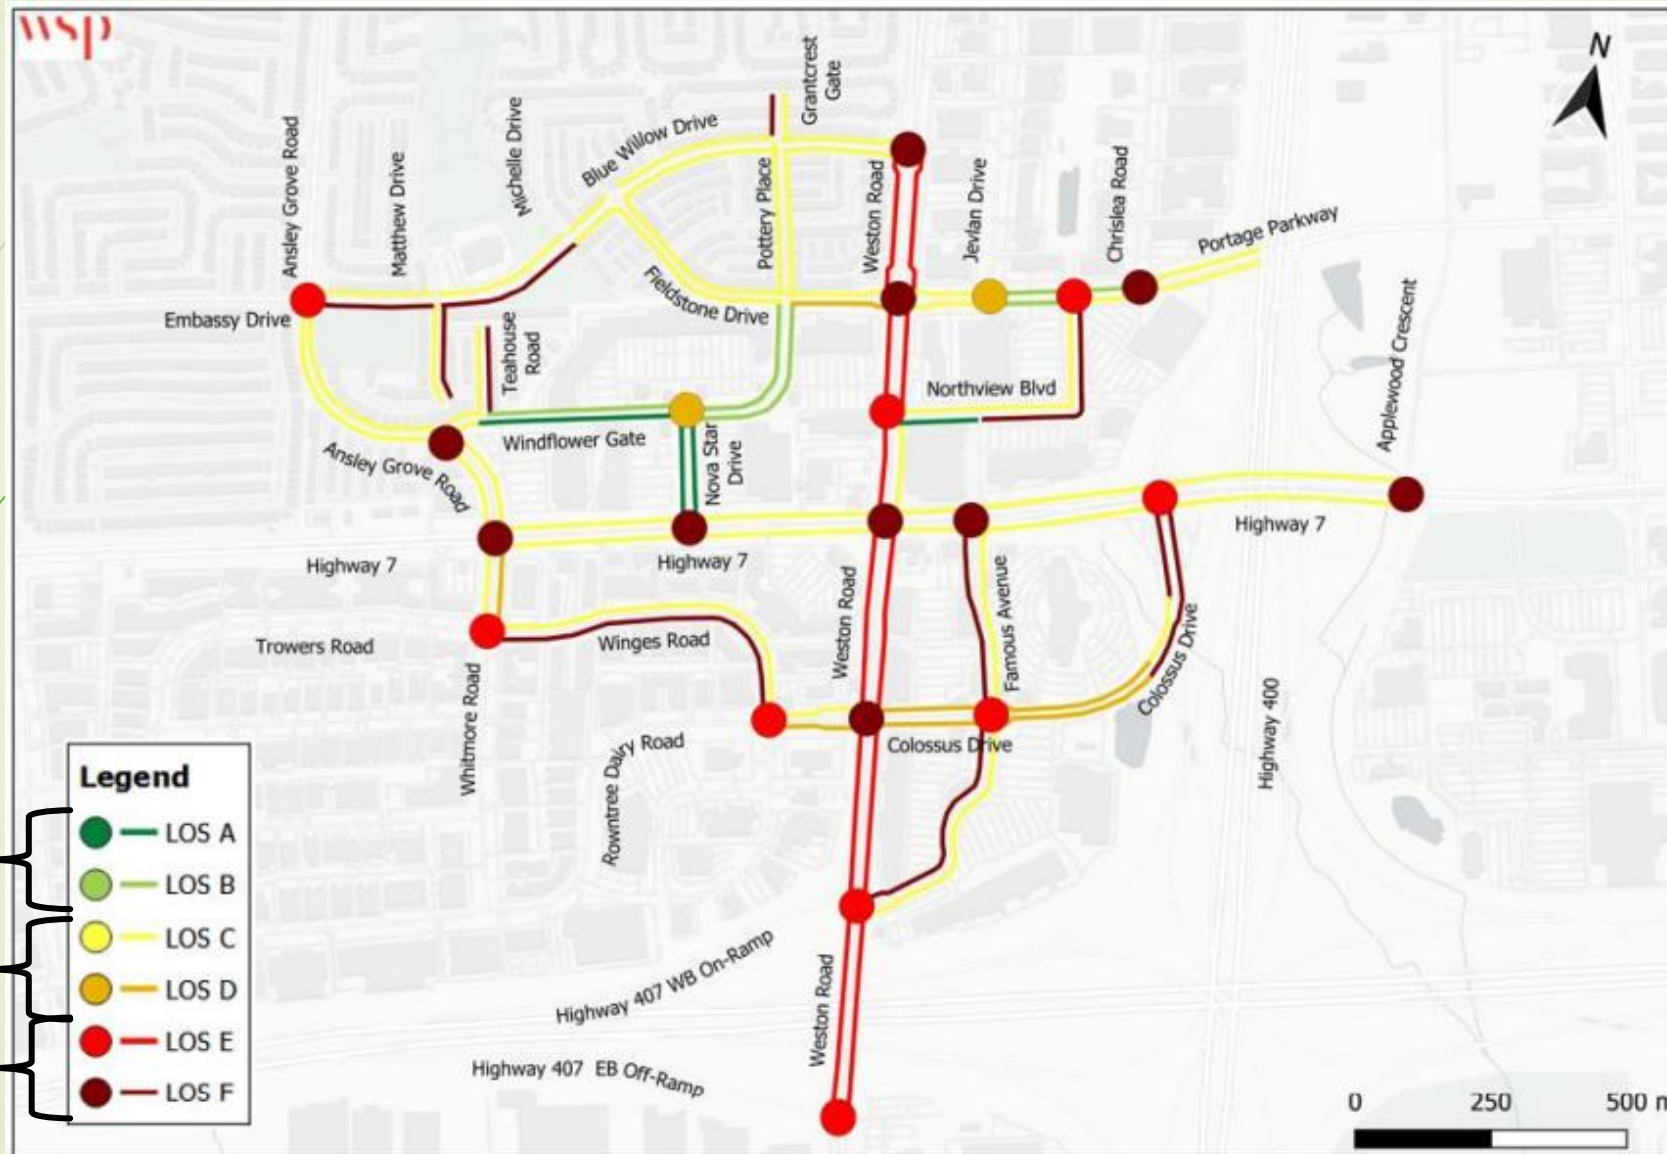 wsp
N
Grantcrest
Gate
Ansley Grove Road
Matthew Drive
Michelle Drive
Blue Willow Drive
Pottery Place
Weston Road
Jevlan Drive
Chrislea Road
Portage Parkway
Embassy Drive
Fieldstone Drive
Teahouse
Road
Applewood Crescent
Northview Blvd
Windflower Gate
Nova Star
Drive
Ansley Grove Road
Highway 7
Highway 7
Highway 7
Trowers Road
Winges Road
Weston Road
Famous Avenue
Colossus Drive
Whitmore Road
Rowntree Dairy Road
Colossus Drive
Highway 400
Legend
LOS A
LOS B
LOS C
LOS D
LOS E
LOS F
Highway 407 WB On-Ramp
Weston Road
Highway 407 EB Off-Ramp
0 250 500 m